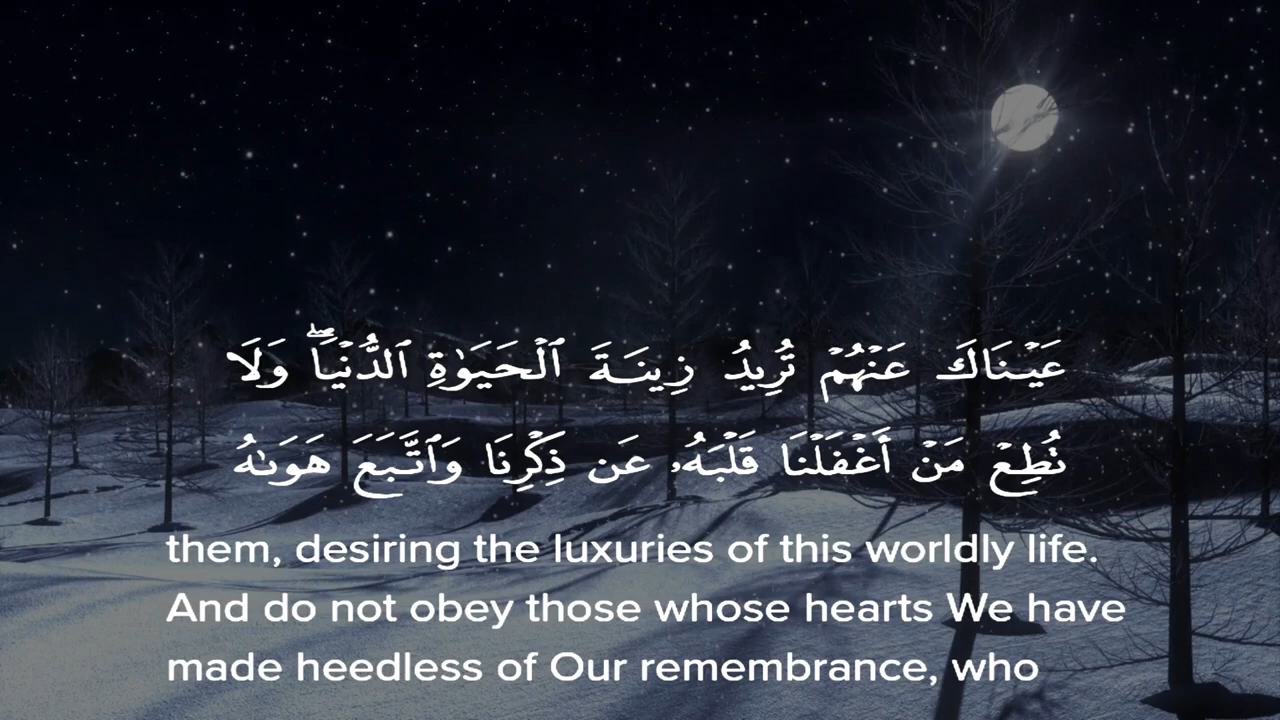 عَيۡنَاكَ عَنۡهُمۡ تُرِيدُ زِينَةَ ٱلۡحَيَوٰةِ ٱلدُّنۡيَاۖ وَلَا
تُطِعۡ مَنۡ أَغۡفَلۡنَا قَلۡبَهُۥ عَن ذِكۡرِنَا وَٱتَّبَعَ هَوَىٰهُ
them, desiring the luxuries of this worldly life.
And do not obey those whose hearts We have
made heedless of Our remembrance, who